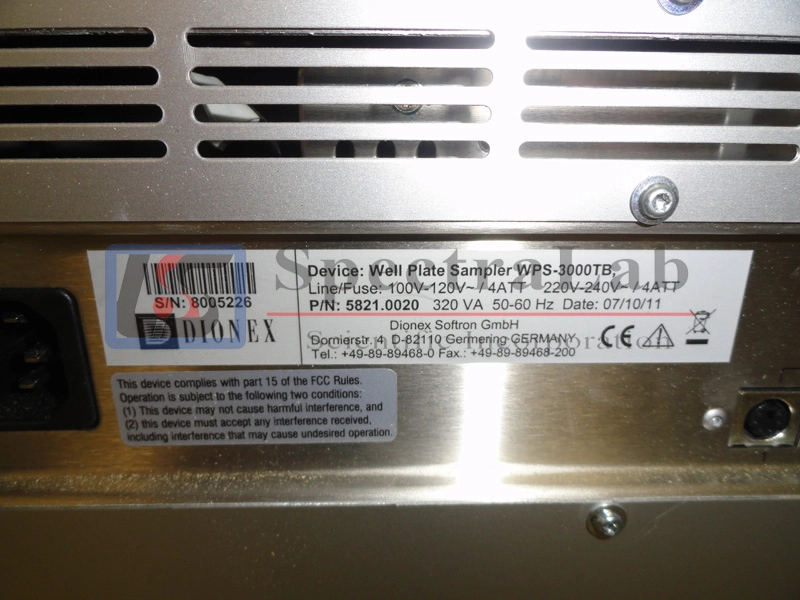 SpectraLab
Scientific Incorporation
Device: Well Plate Sampler WPS-3000TB,
Line/Fuse: 100V-120V~ / 4ATT 220V-240V~ / 4ATT
S/N: 8005226
P/N: 5821.0020 320 VA 50-60 Hz Date: 07/10/11
DIONEX
Dionex Softron GmbH
Dornierstr. 4, D-82110 Germering GERMANY
Tel.: +49-89-89468-0 Fax.: +49-89-89468-200
CE
This device complies with part 15 of the FCC Rules.
Operation is subject to the following two conditions:
(1) This device may not cause harmful interference, and
(2) this device must accept any interference received,
including interference that may cause undesired operation.